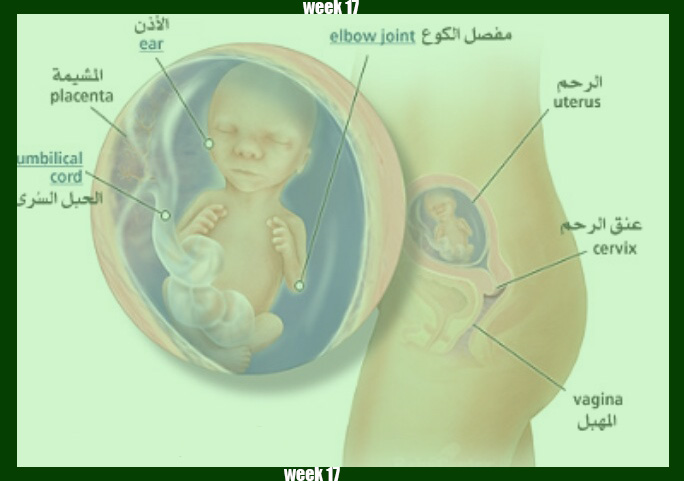 week 17
الأذن
ear
elbow joint مفصل الكوع
المشيمة
placenta
الرحم
uterus
umbilical
cord
الحبل السرى
عنق الرحم
cervix
vagina
المهبل
week 17